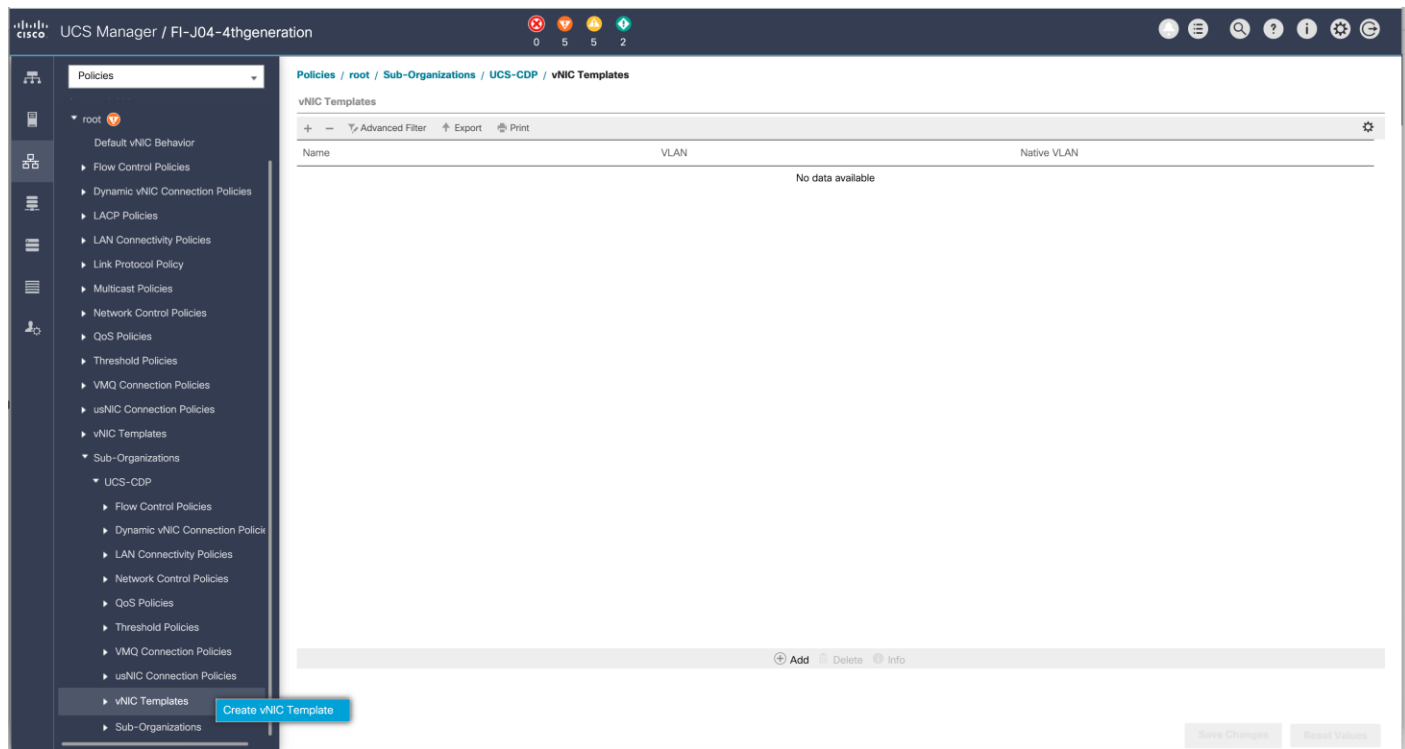 cisco UCS Manager / FI-J04-4thgeneration
0 5 5 2
Policies
Policies / root / Sub-Organizations / UCS-CDP / vNIC Templates
vNIC Templates
+ − Advanced Filter Export Print
Name VLAN Native VLAN
No data available
root
Default vNIC Behavior
Flow Control Policies
Dynamic vNIC Connection Policies
LACP Policies
LAN Connectivity Policies
Link Protocol Policy
Multicast Policies
Network Control Policies
QoS Policies
Threshold Policies
VMQ Connection Policies
usNIC Connection Policies
vNIC Templates
Sub-Organizations
UCS-CDP
Flow Control Policies
Dynamic vNIC Connection Policie
LAN Connectivity Policies
Network Control Policies
QoS Policies
Threshold Policies
VMQ Connection Policies
usNIC Connection Policies
vNIC Templates
Create vNIC Template
Sub-Organizations
Add Delete Info
Save Changes Reset Values